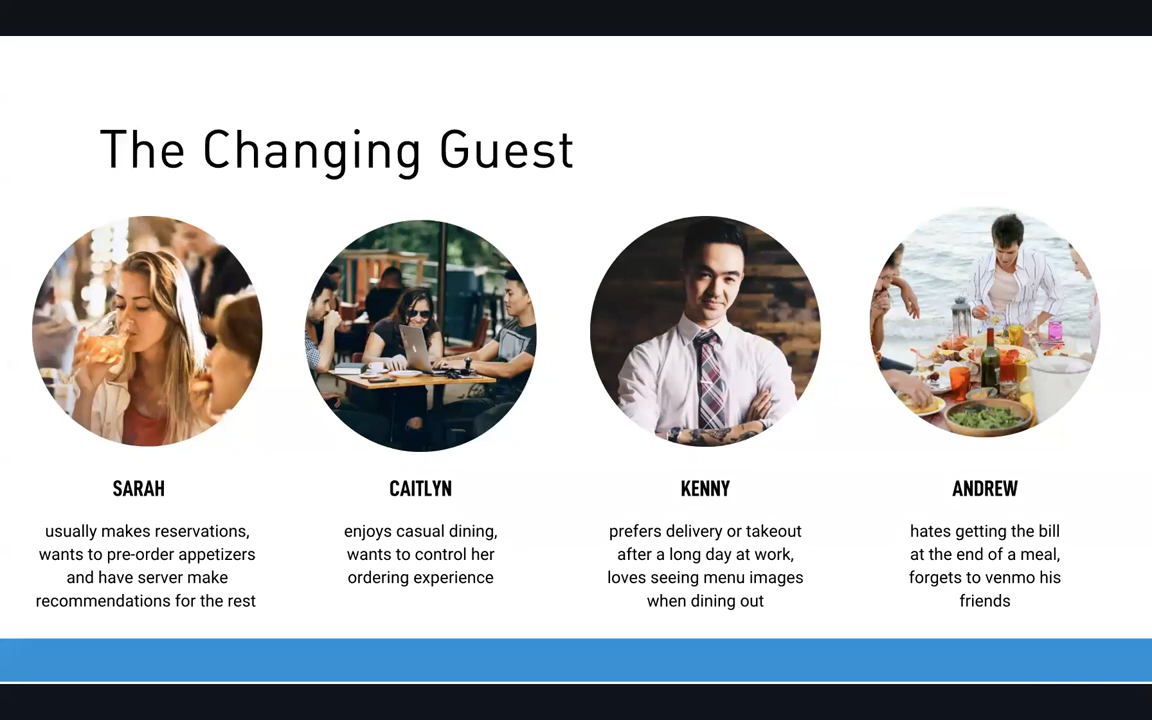 The Changing Guest
SARAH
usually makes reservations,
wants to pre-order appetizers
and have server make
recommendations for the rest
CAITLYN
enjoys casual dining,
wants to control her
ordering experience
KENNY
prefers delivery or takeout
after a long day at work,
loves seeing menu images
when dining out
ANDREW
hates getting the bill
at the end of a meal,
forgets to venmo his
friends